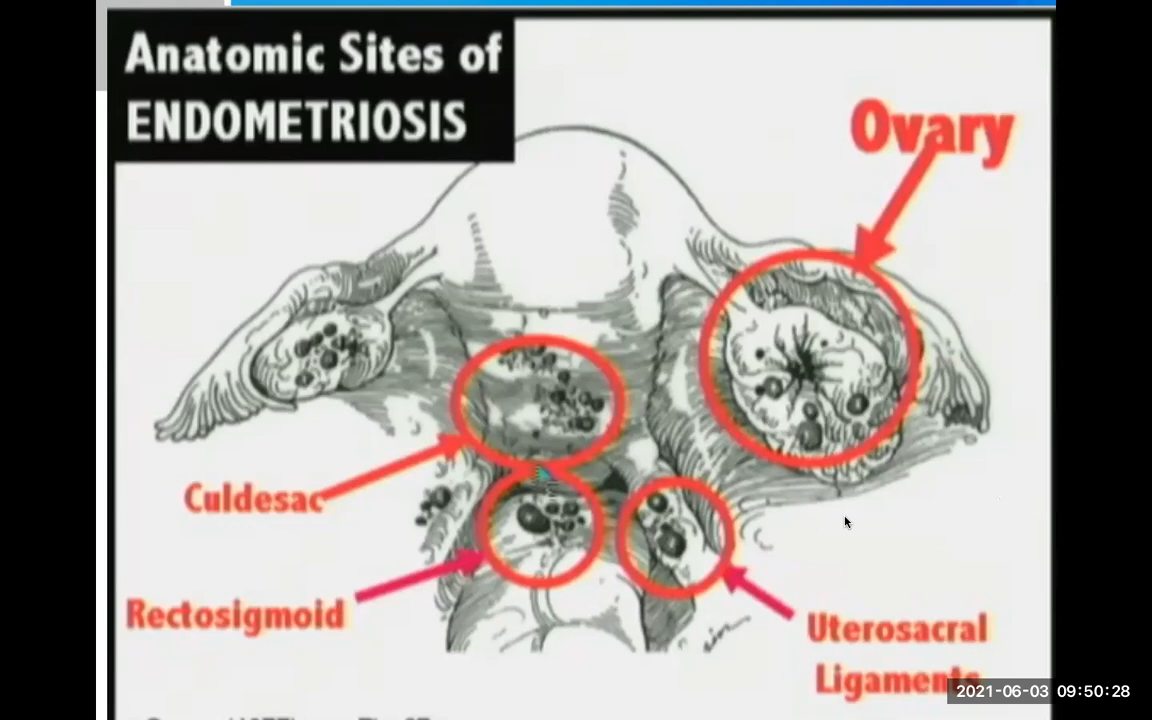 Anatomic Sites of
ENDOMETRIOSIS
Ovary
Culdesac
Rectosigmoid
Uterosacral
Ligaments
2021-06-03 09:50:28